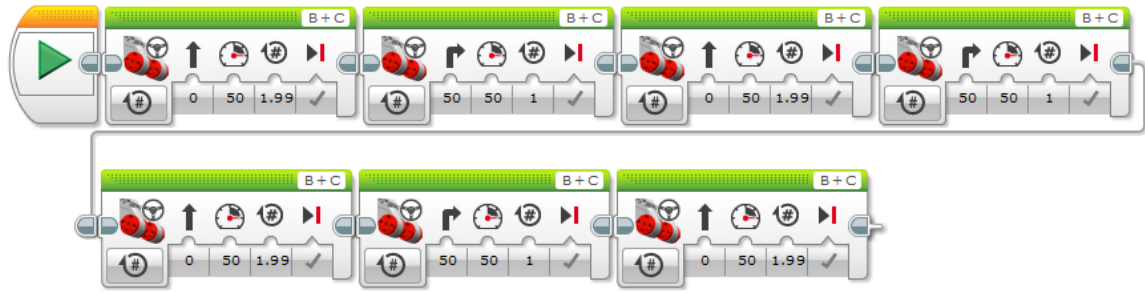 B+C B+C B+C B+C
# # # #
# 0 50 1.99 # 50 50 1 # 0 50 1.99 # 50 50 1
B+C B+C B+C
# # #
# 0 50 1.99 # 50 50 1 # 0 50 1.99